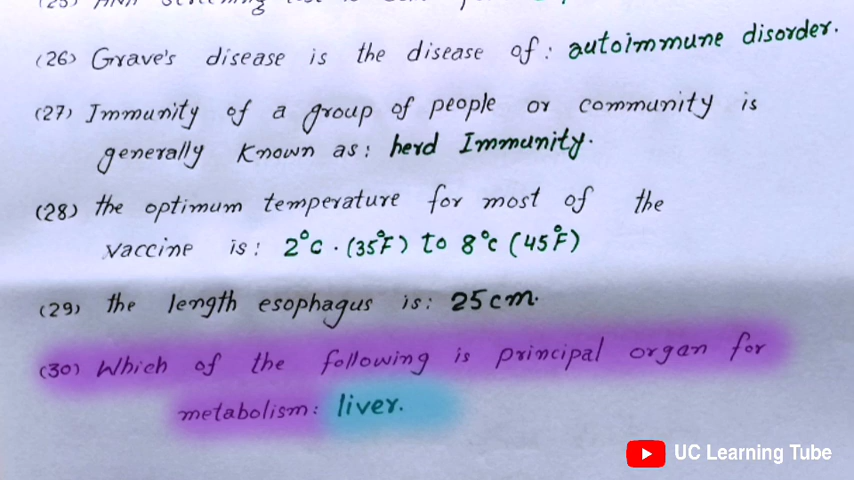 (26) Grave's disease is the disease of: autoimmune disorder.
(27) Immunity of a group of people or community is
generally known as: herd Immunity.
(28) the optimum temperature for most of the
vaccine is: 2°c. (35°F) to 8°c (45°F)
(29) the length esophagus is: 25cm.
(30) Which of the following is principal organ for
metabolism: liver.
UC Learning Tube